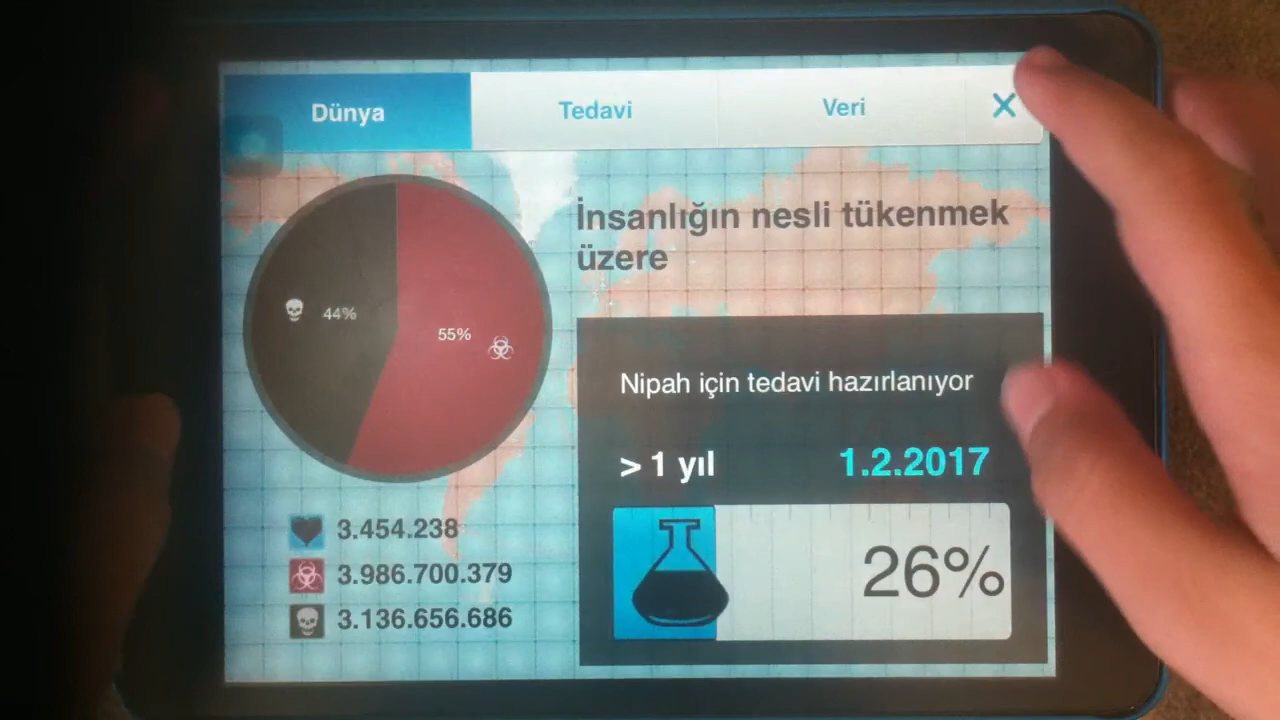 Dünya
Tedavi
Veri
İnsanlığın nesli tükenmek
üzere
44%
55%
Nipah için tedavi hazırlanıyor
> 1 yıl
1.2.2017
26%
3.454.238
3.986.700.379
3.136.656.686